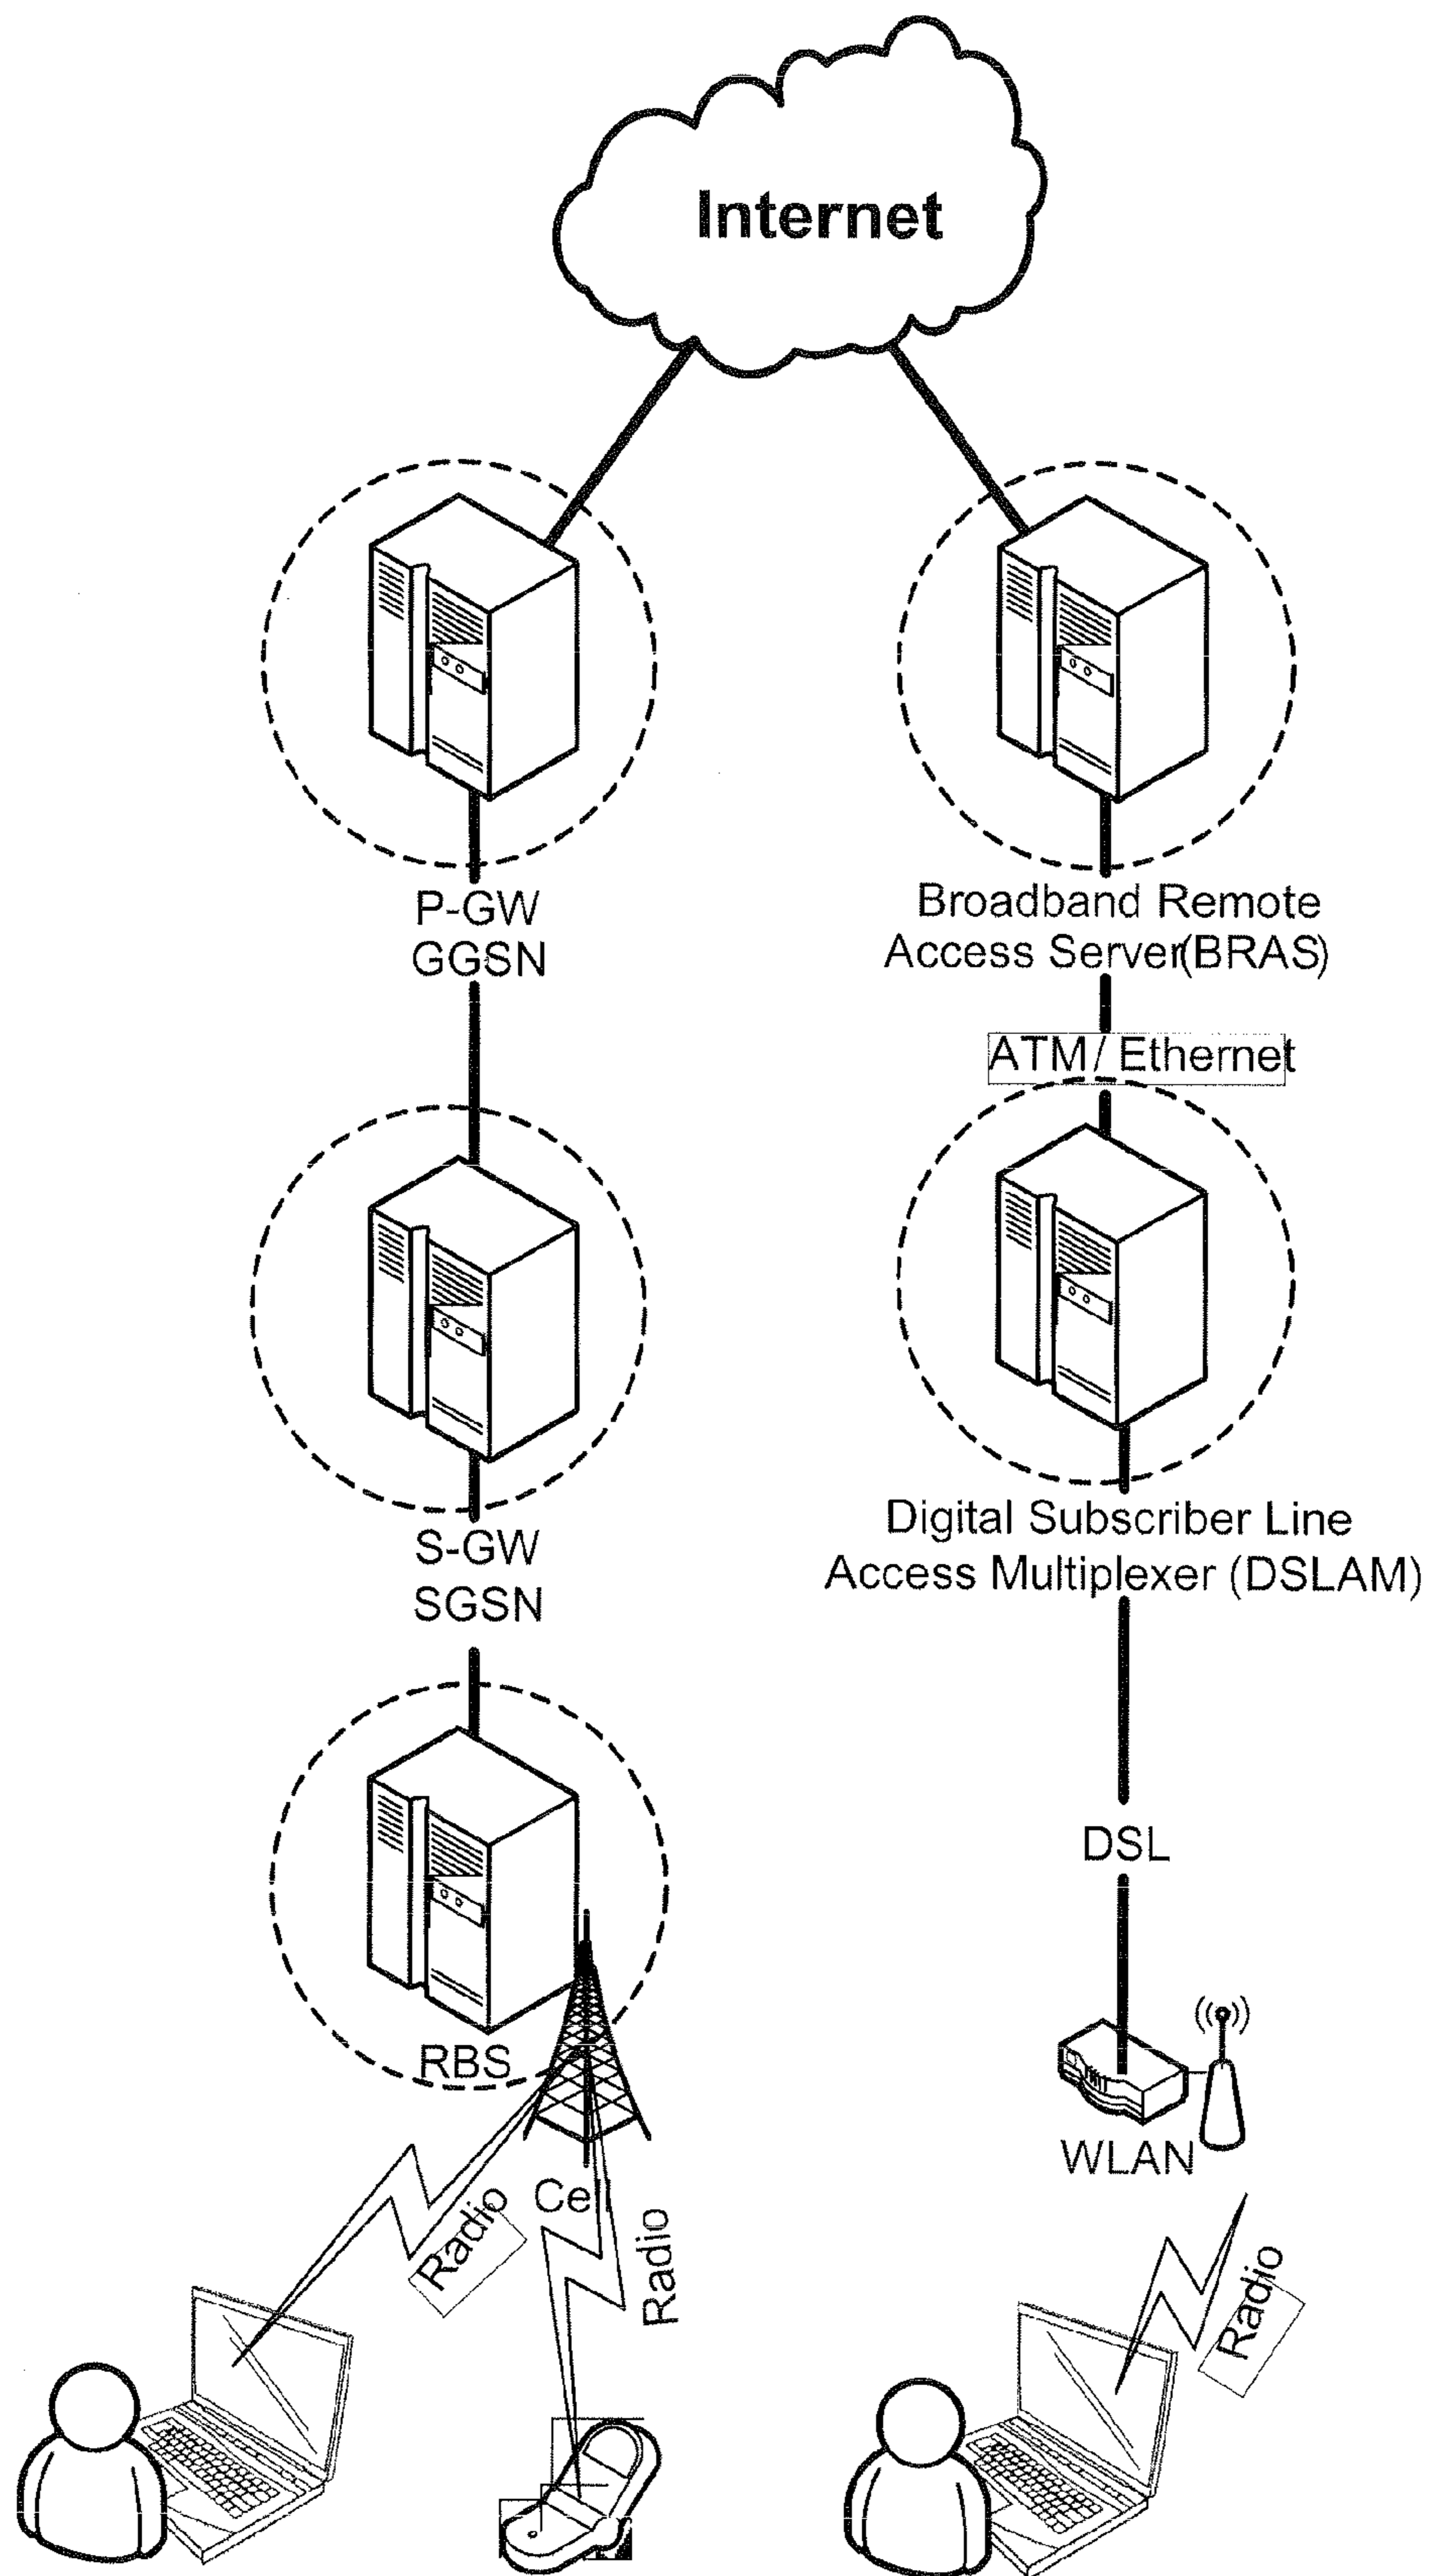 Internet
P-GW
GGSN
Broadband Remote
Access Server(BRAS)
ATM/ Ethernet
S-GW
SGSN
Digital Subscriber Line
Access Multiplexer (DSLAM)
DSL
RBS
WLAN
Cell
Radio
Radio
Radio